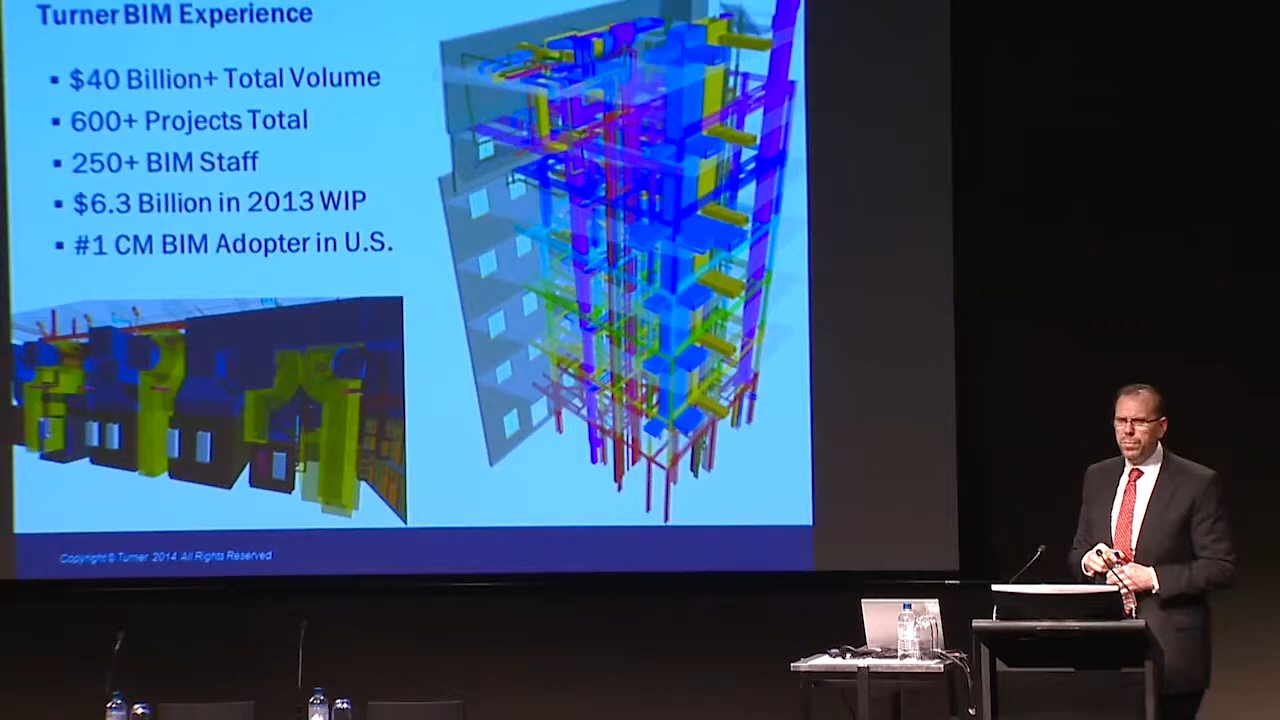 Turner BIM Experience
▪ $40 Billion+ Total Volume
▪ 600+ Projects Total
▪ 250+ BIM Staff
▪ $6.3 Billion in 2013 WIP
▪ #1 CM BIM Adopter in U.S.
Copyright © Turner 2014 All Rights Reserved